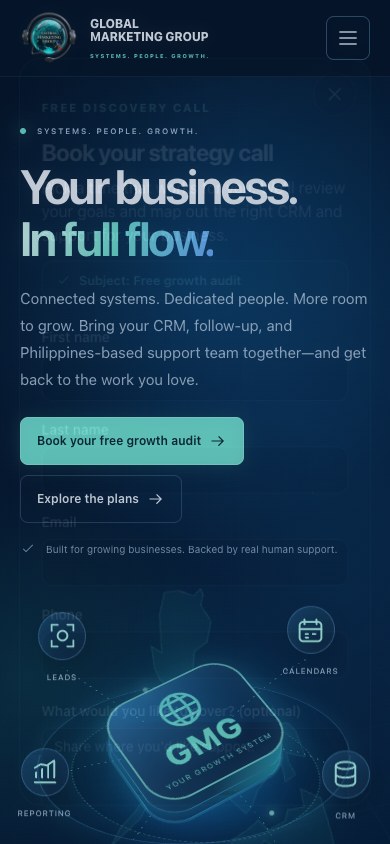 GLOBAL
MARKETING GROUP
SYSTEMS. PEOPLE. GROWTH.
FREE DISCOVERY CALL
SYSTEMS. PEOPLE. GROWTH.
Book your strategy call
Your business.
review
your goals and map out the right CRM and
In full flow.
Subject: Free growth audit
Connected systems. Dedicated people. More room
to grow. Bring your CRM, follow-up, and
First name
Philippines-based support team together—and get
back to the work you love.
Last name
Book your free growth audit
Explore the plans
Email
Built for growing businesses. Backed by real human support.
Phone
LEADS
CALENDARS
What would you like
(optional)
GMG
YOUR GROWTH SYSTEM
Share where you
REPORTING
CRM